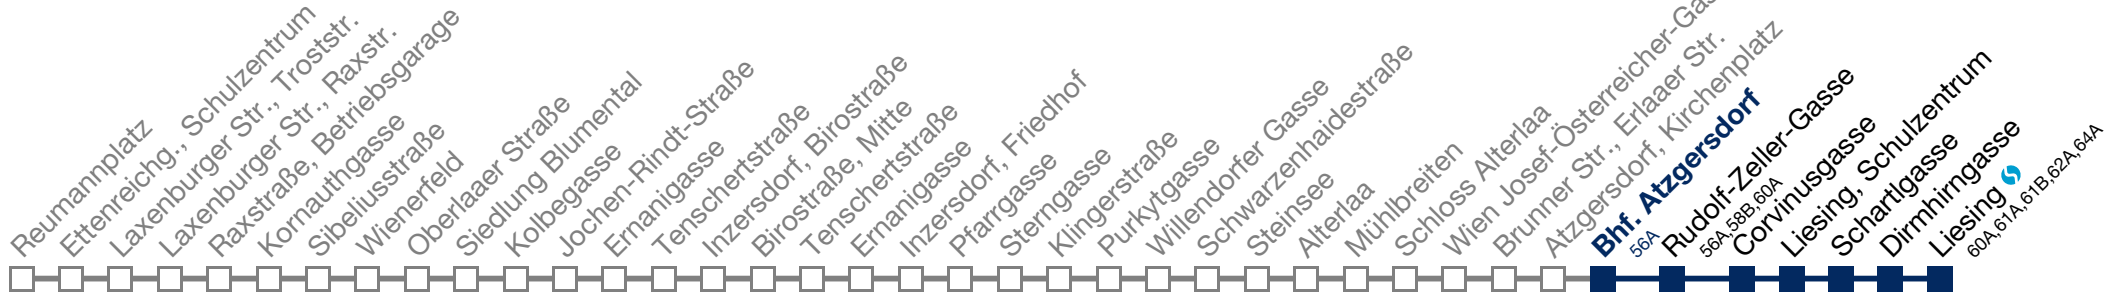 Reumannplatz
Ettenreichg., Schulzentrum
Laxenburger Str., Troststr.
Laxenburger Str., Raxstr.
Raxstraße, Betriebsgarage
Kornauthgasse
Sibeliusstraße
Wienerfeld
Oberlaaer Straße
Siedlung Blumental
Kolbegasse
Jochen-Rindt-Straße
Ernanigasse
Tenschertstraße
Inzersdorf, Birostraße
Birostraße, Mitte
Tenschertstraße
Ernanigasse
Inzersdorf, Friedhof
Pfarrgasse
Sterngasse
Klingerstraße
Purkytgasse
Willendorfer Gasse
Schwarzenhaidestraße
Steinsee
Alterlaa
Mühlbreiten
Schloss Alterlaa
Wien Josef-Österreicher-Gas
Brunner Str., Erlaaer Str.
Atzgersdorf, Kirchenplatz
Bhf. Atzgersdorf
56A
Rudolf-Zeller-Gasse
56A,58B,60A
Corvinusgasse
Liesing, Schulzentrum
Schartlgasse
Dirmhirngasse
Liesing
60A,61A,61B,62A,64A